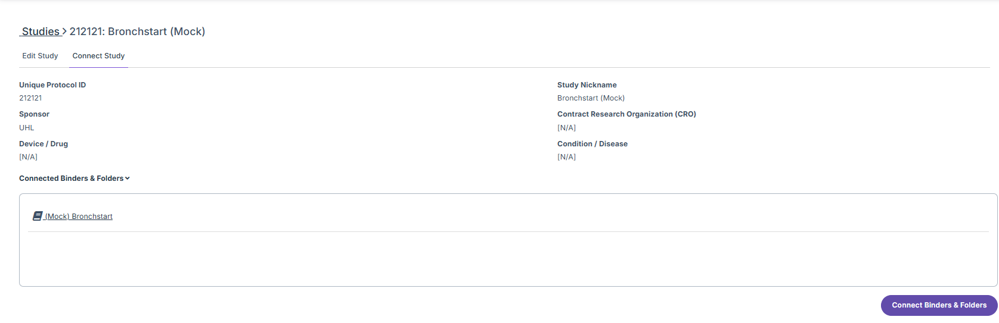 Studies > 212121: Bronchstart (Mock)
Edit Study Connect Study
Unique Protocol ID
212121
Study Nickname
Bronchstart (Mock)
Sponsor
UHL
Contract Research Organization (CRO)
[N/A]
Device / Drug
[N/A]
Condition / Disease
[N/A]
Connected Binders & Folders
(Mock) Bronchstart
Connect Binders & Folders